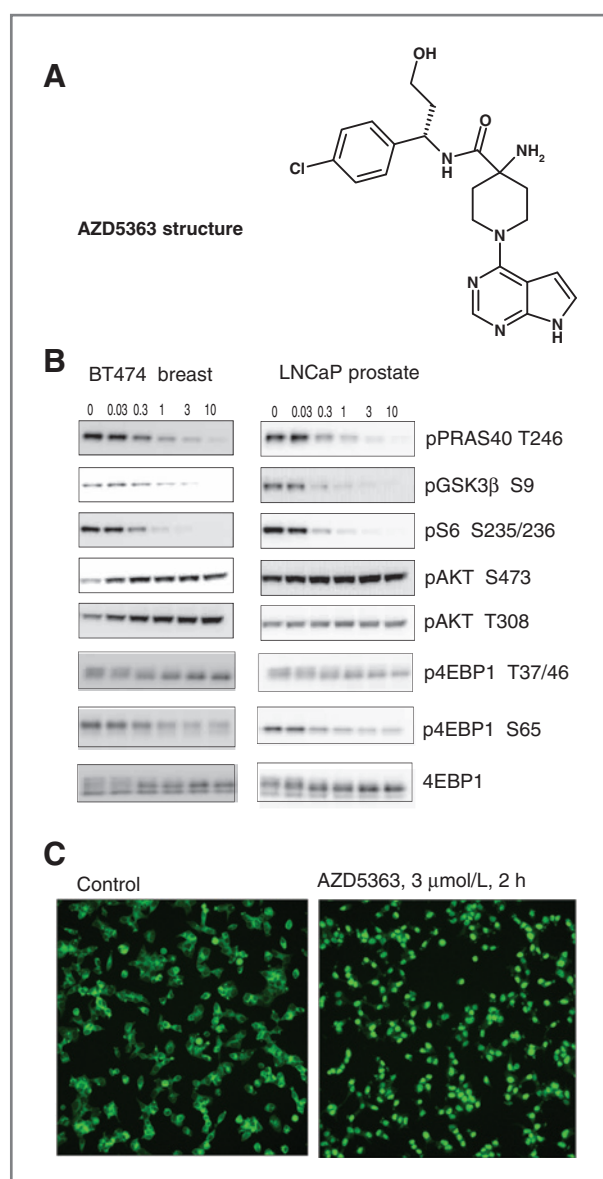 A
OH
O
Cl
N
H
NH2
AZD5363 structure
N
N
N
N
H
B
BT474 breast
LNCaP prostate
0 0.03 0.3 1 3 10
0 0.03 0.3 1 3 10
pPRAS40 T246
pGSK3β S9
pS6 S235/236
pAKT S473
pAKT T308
p4EBP1 T37/46
p4EBP1 S65
4EBP1
C
Control
AZD5363, 3 μmol/L, 2 h